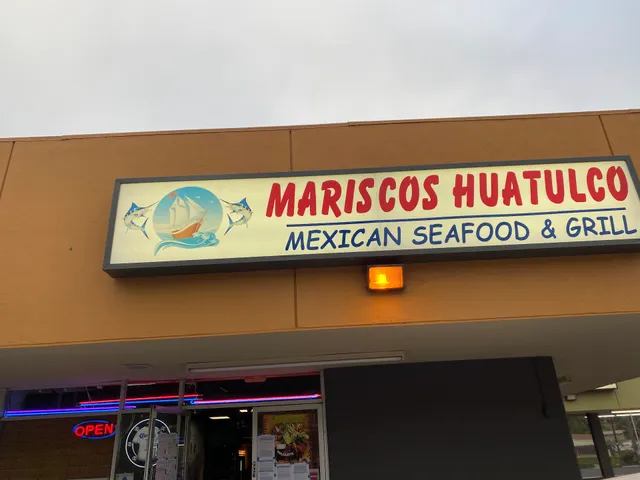 MARISCOS HUATULCO
MEXICAN SEAFOOD & GRILL
OPEN